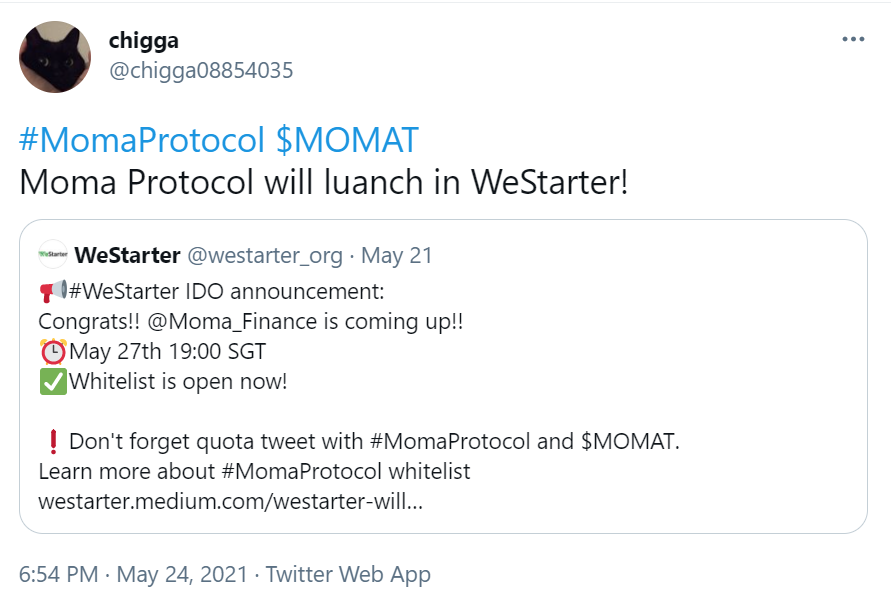 chigga
@chigga08854035
#MomaProtocol $MOMAT
Moma Protocol will luanch in WeStarter!
WeStarter
WeStarter @westarter_org · May 21
📢#WeStarter IDO announcement:
Congrats!! @Moma_Finance is coming up!!
⏰May 27th 19:00 SGT
✅Whitelist is open now!
❗ Don't forget quota tweet with #MomaProtocol and $MOMAT.
Learn more about #MomaProtocol whitelist
westarter.medium.com/westarter-will...
6:54 PM · May 24, 2021 · Twitter Web App